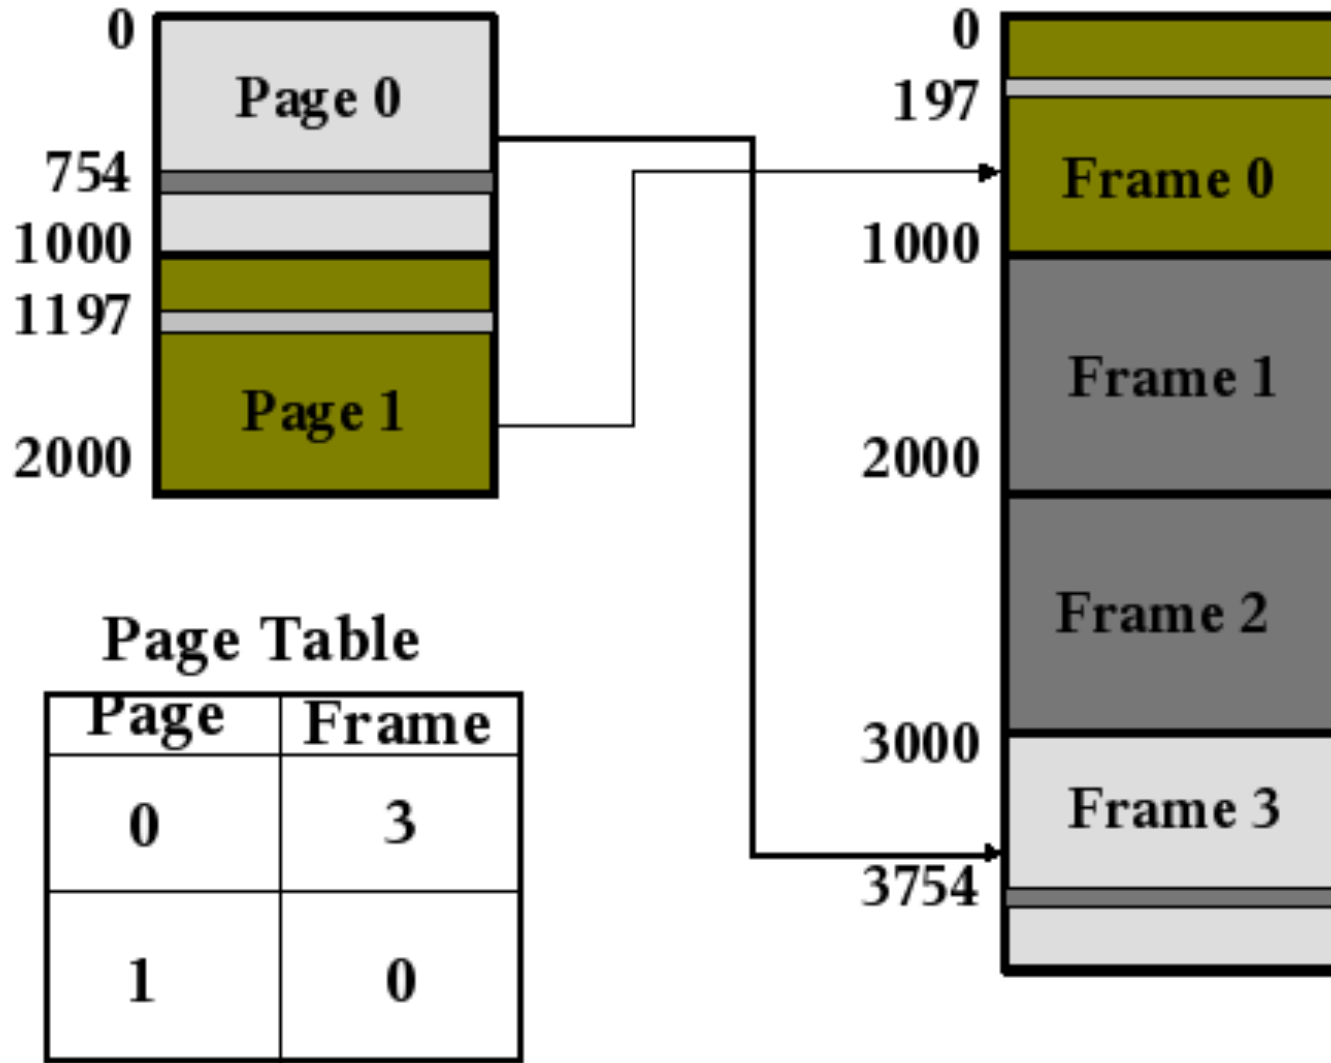 0
Page 0
754
1000
1197
Page 1
2000
0
197
Frame 0
1000
Frame 1
2000
Frame 2
3000
Frame 3
3754
Page Table
Page Frame
0 3
1 0